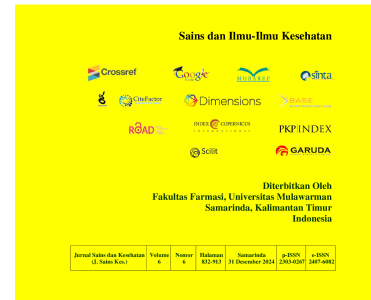 Sains dan Ilmu-Ilmu Kesehatan
Crossref
Google
MORAREF
sinta
CiteFactor
Dimensions
BASE
ROAD
INDEX COPERNICUS
INTERNATIONAL
PKP|INDEX
Scilit
GARUDA
Diterbitkan Oleh
Fakultas Farmasi, Universitas Mulawarman
Samarinda, Kalimantan Timur
Indonesia
Jurnal Sains dan Kesehatan Volume Nomor Halaman Samarinda p-ISSN e-ISSN
(J. Sains Kes.) 6 6 832-913 31 Desember 2024 2303-0267 2407-6082